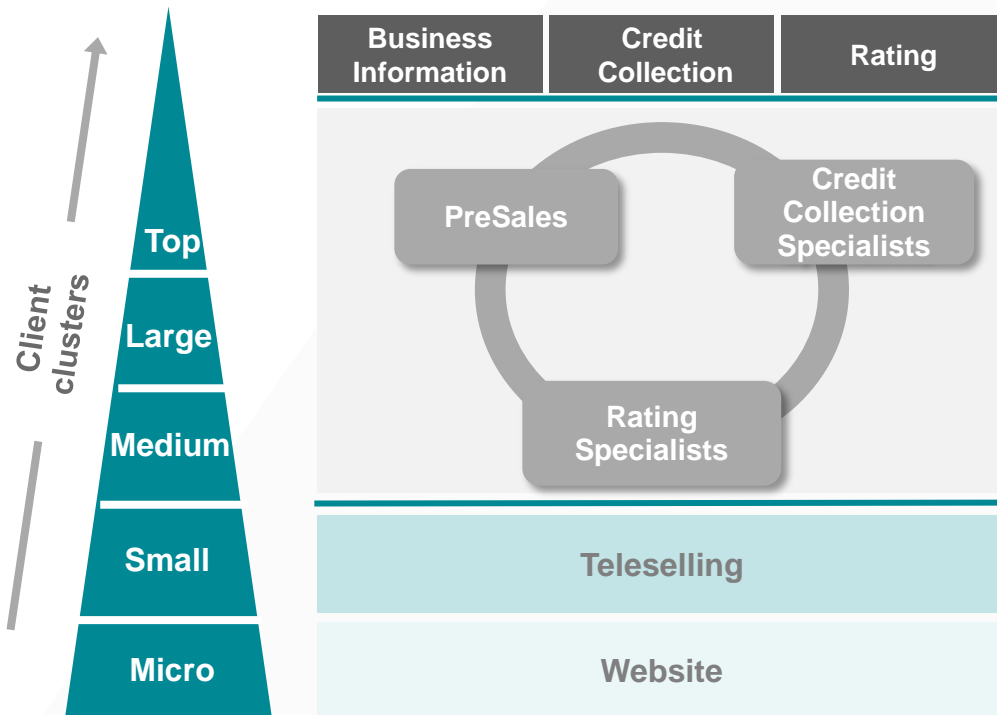 Business
Information
Credit
Collection
Rating
Client
clusters
Top
Large
Medium
Small
Micro
PreSales
Credit
Collection
Specialists
Rating
Specialists
Teleselling
Website